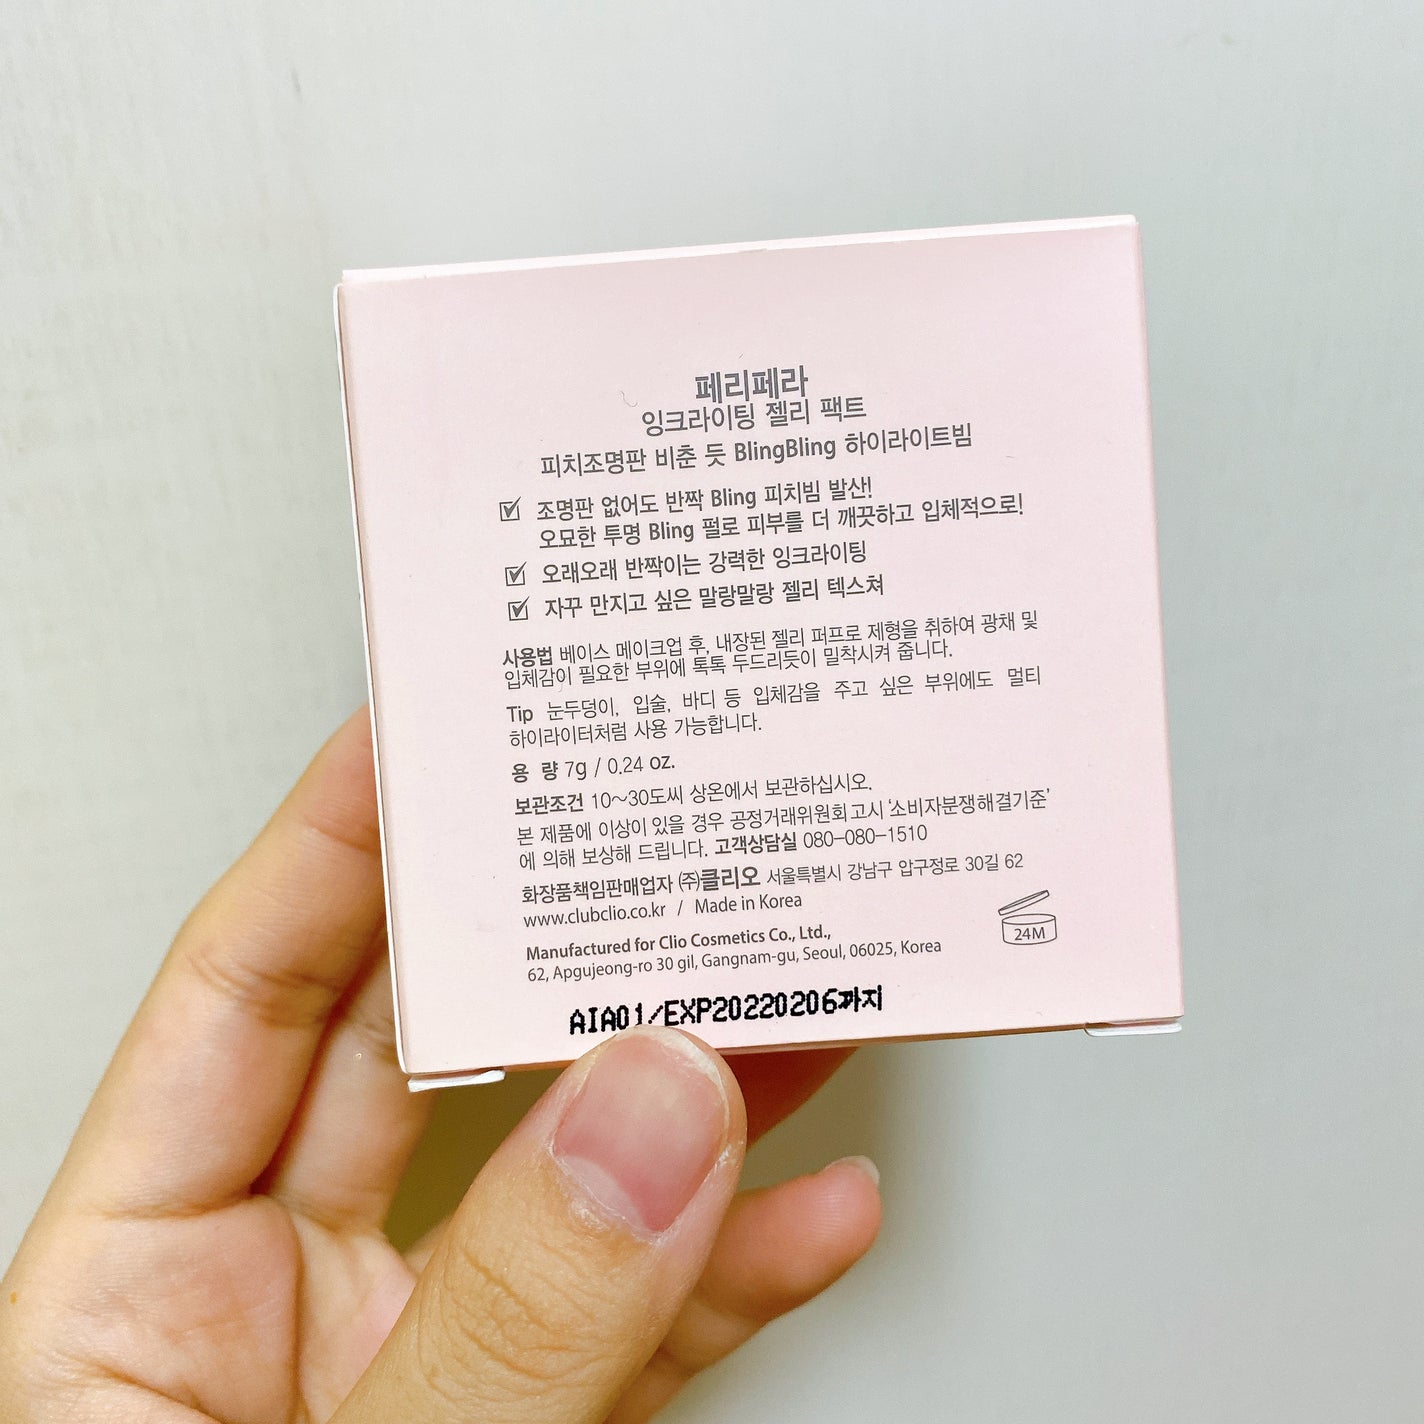 페리페라
잉크라이팅 젤리 팩트
피치조명판 비춘 듯 BlingBling 하이라이트빔
조명판 없어도 반짝 Bling 피치빔 발산!
오묘한 투명 Bling 펄로 피부를 더 깨끗하고 입체적으로!
오래오래 반짝이는 강력한 잉크라이팅
자꾸 만지고 싶은 말랑말랑 젤리 텍스쳐
사용법 베이스 메이크업 후, 내장된 젤리 퍼프로 제형을 취하여 광채 및
입체감이 필요한 부위에 톡톡 두드리듯이 밀착시켜 줍니다.
Tip 눈두덩이, 입술, 바디 등 입체감을 주고 싶은 부위에도 멀티
하이라이터처럼 사용 가능합니다.
용 량 7g / 0.24 oz.
보관조건 10~30도씨 상온에서 보관하십시오.
본 제품에 이상이 있을 경우 공정거래위원회고시 '소비자분쟁해결기준'
에 의해 보상해 드립니다. 고객상담실 080-080-1510
화장품책임판매업자 ㈜클리오 서울특별시 강남구 압구정로 30길 62
www.clubclio.co.kr / Made in Korea
24M
Manufactured for Clio Cosmetics Co., Ltd.,
62, Apgujeong-ro 30 gil, Gangnam-gu, Seoul, 06025, Korea
AIA01/EXP20220206까지